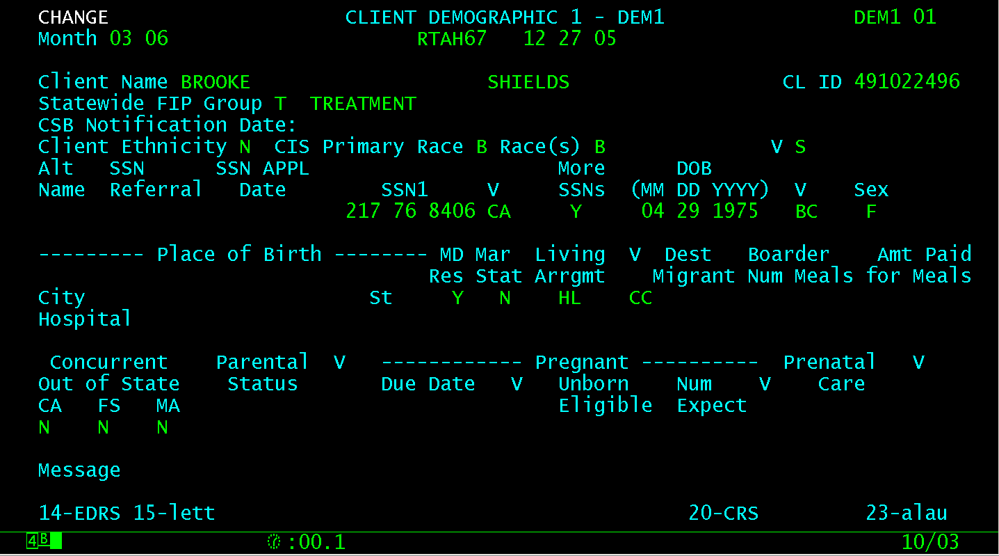 CHANGE CLIENT DEMOGRAPHIC 1 - DEM1 DEM1 01
Month 03 06 RTAH67 12 27 05
Client Name BROOKE SHIELDS CL ID 491022496
Statewide FIP Group T TREATMENT
CSB Notification Date:
Client Ethnicity N CIS Primary Race B Race(s) B V S
Alt SSN SSN APPL More DOB
Name Referral Date SSN1 V SSNs (MM DD YYYY) V Sex
217 76 8406 CA Y 04 29 1975 BC F
--------- Place of Birth -------- MD Mar Living V Dest Boarder Amt Paid
Res Stat Arrgmt Migrant Num Meals for Meals
City St Y N HL CC
Hospital
Concurrent Parental V ------------ Pregnant ---------- Prenatal V
Out of State Status Due Date V Unborn Num V Care
CA FS MA Eligible Expect
N N N
Message
14-EDRS 15-lett 20-CRS 23-alau
4B :00.1 10/03